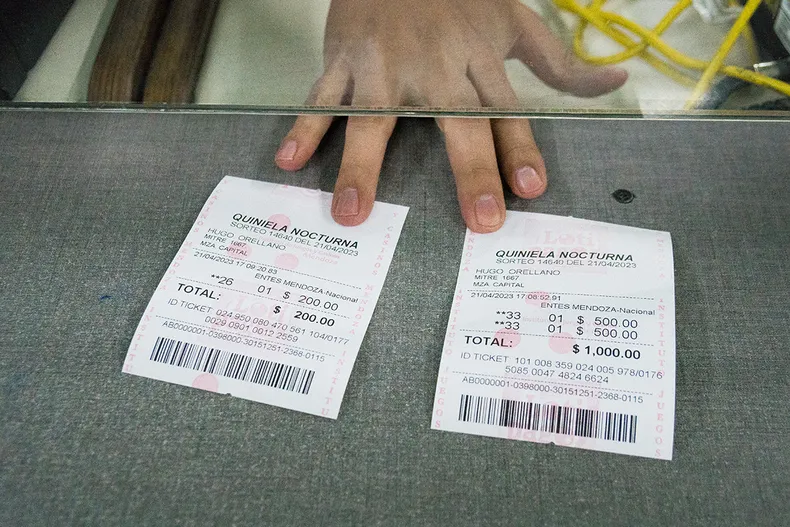 QUINIELA NOCTURNA
SORTEO 14640 DEL 21/04/2023
HUGO ORELLANO
MITRE 1667
MZA. CAPITAL
21/04/2023 17:09:20.83
ENTES MENDOZA-Nacional
**26 01 $ 200.00
TOTAL: $ 200.00
ID TICKET 024 950 080 470 561 104/0177
0029 0901 0012 2559
AB0000001-0398000-30151251-2368-0115
QUINIELA NOCTURNA
SORTEO 14640 DEL 21/04/2023
HUGO ORELLANO
MITRE 1667
MZA. CAPITAL
21/04/2023 17:08:52.91
ENTES MENDOZA-Nacional
**33 01 $ 500.00
**33 01 $ 500.00
TOTAL: $ 1,000.00
ID TICKET 101 008 359 024 005 978/0176
5085 0047 4824 6624
AB0000001-0398000-30151251-2368-0115